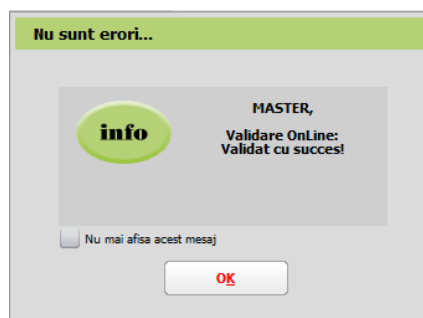 Nu sunt erori...
info
MASTER,
Validare OnLine:
Validat cu succes!
Nu mai afisa acest mesaj
OK